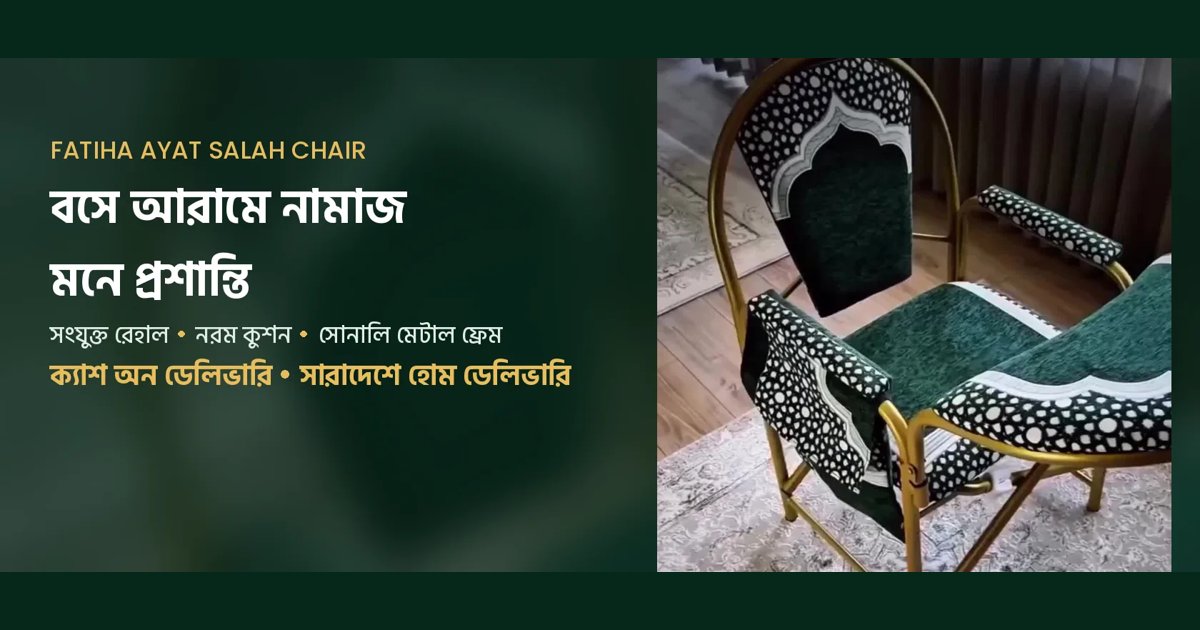 FATIHA AYAT SALAH CHAIR
বসে আরামে নামাজ
মনে প্রশান্তি
সংযুক্ত রেহাল • নরম কুশন • সোনালি মেটাল ফ্রেম
ক্যাশ অন ডেলিভারি • সারাদেশে হোম ডেলিভারি